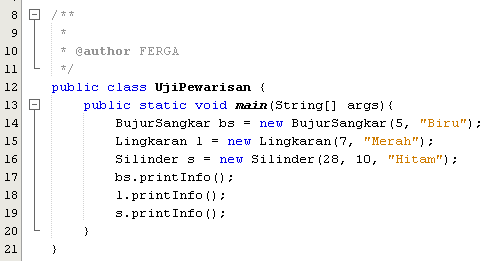 8 /**
9 *
10 * @author FERGA
11 */
12 public class UjiPewarisan {
13 public static void main(String[] args){
14 BujurSangkar bs = new BujurSangkar(5, "Biru");
15 Lingkaran l = new Lingkaran(7, "Merah");
16 Silinder s = new Silinder(28, 10, "Hitam");
17 bs.printInfo();
18 l.printInfo();
19 s.printInfo();
20 }
21 }